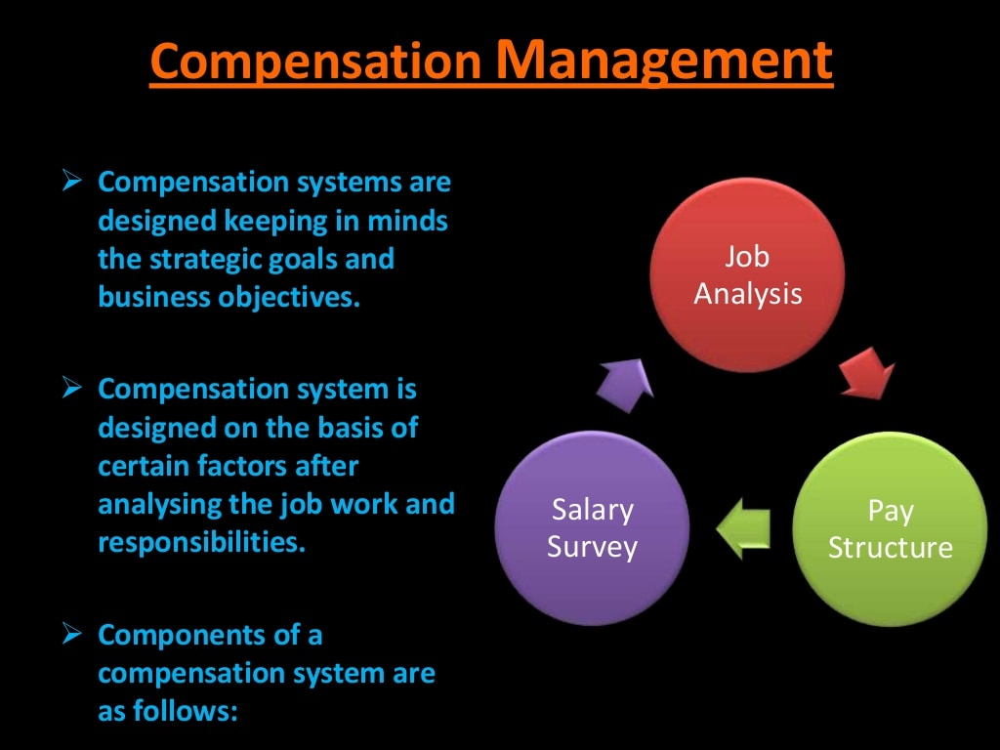 Compensation Management
➢ Compensation systems are
designed keeping in minds
the strategic goals and
business objectives.
➢ Compensation system is
designed on the basis of
certain factors after
analysing the job work and
responsibilities.
➢ Components of a
compensation system are
as follows:
Job
Analysis
Pay
Structure
Salary
Survey